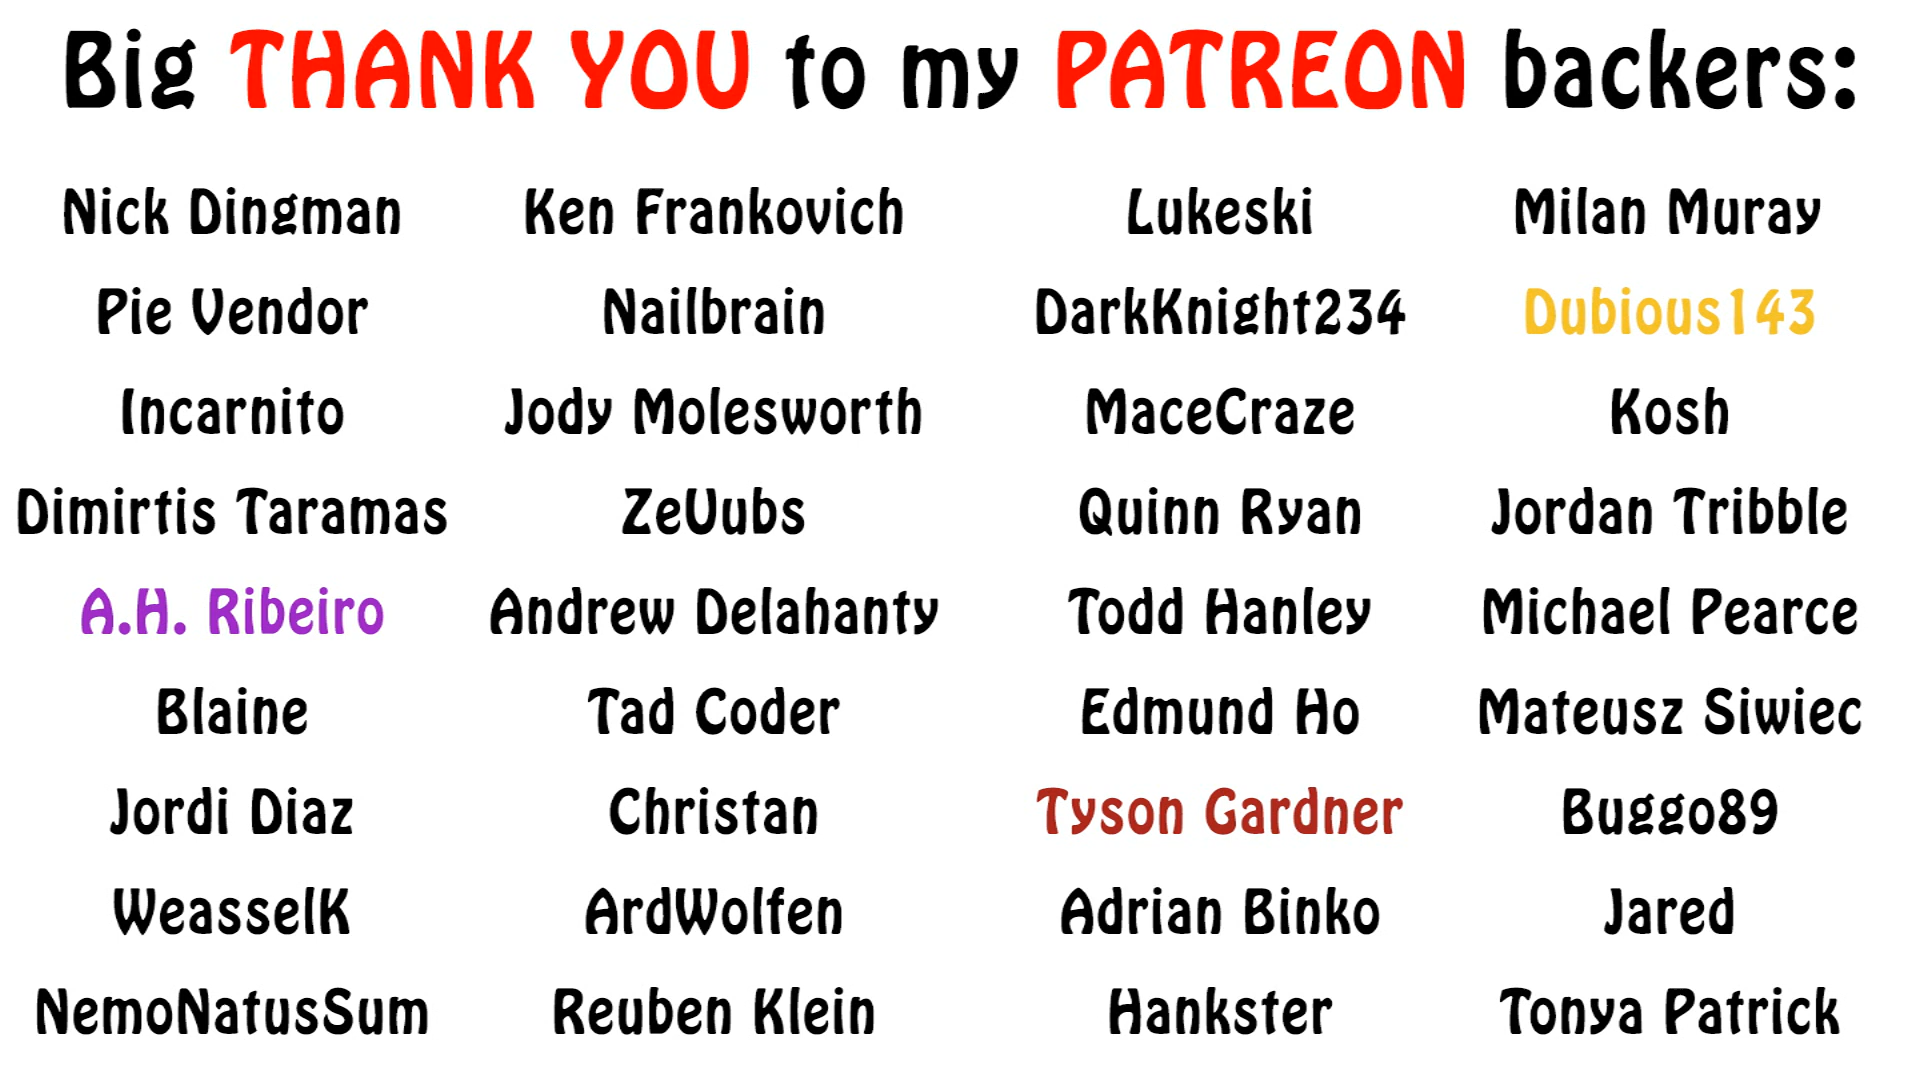 Big THANK YOU to my PATREON backers:
Nick Dingman Ken Frankovich Lukeski Milan Muray
Pie Vendor Nailbrain DarkKnight234 Dubious143
Incarnito Jody Molesworth MaceCraze Kosh
Dimirtis Taramas ZeUubs Quinn Ryan Jordan Tribble
A.H. Ribeiro Andrew Delahanty Todd Hanley Michael Pearce
Blaine Tad Coder Edmund Ho Mateusz Siwiec
Jordi Diaz Christan Tyson Gardner Buggo89
WeasselK ArdWolfen Adrian Binko Jared
NemoNatusSum Reuben Klein Hankster Tonya Patrick